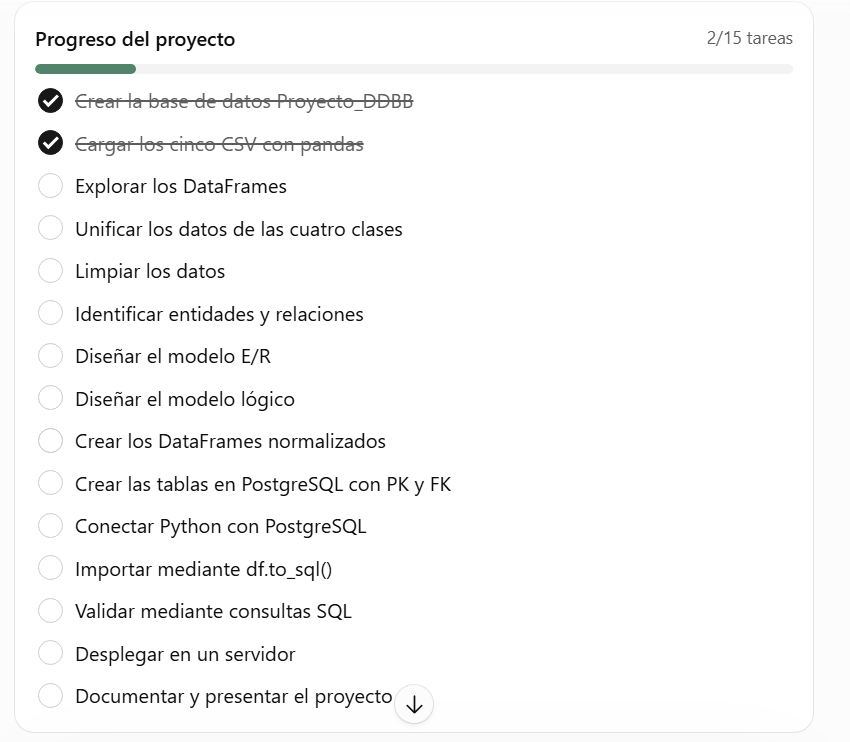 Progreso del proyecto
2/15 tareas
Crear la base de datos Proyecto_DDBB
Cargar los cinco CSV con pandas
Explorar los DataFrames
Unificar los datos de las cuatro clases
Limpiar los datos
Identificar entidades y relaciones
Diseñar el modelo E/R
Diseñar el modelo lógico
Crear los DataFrames normalizados
Crear las tablas en PostgreSQL con PK y FK
Conectar Python con PostgreSQL
Importar mediante df.to_sql()
Validar mediante consultas SQL
Desplegar en un servidor
Documentar y presentar el proyecto